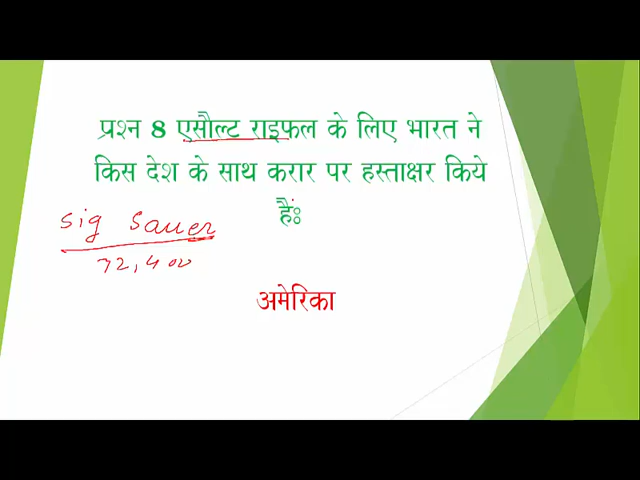 प्रश्न 8 एसौल्ट राइफल के लिए भारत ने
किस देश के साथ करार पर हस्ताक्षर किये
हैंः
Sig Sauer
72,400
अमेरिका